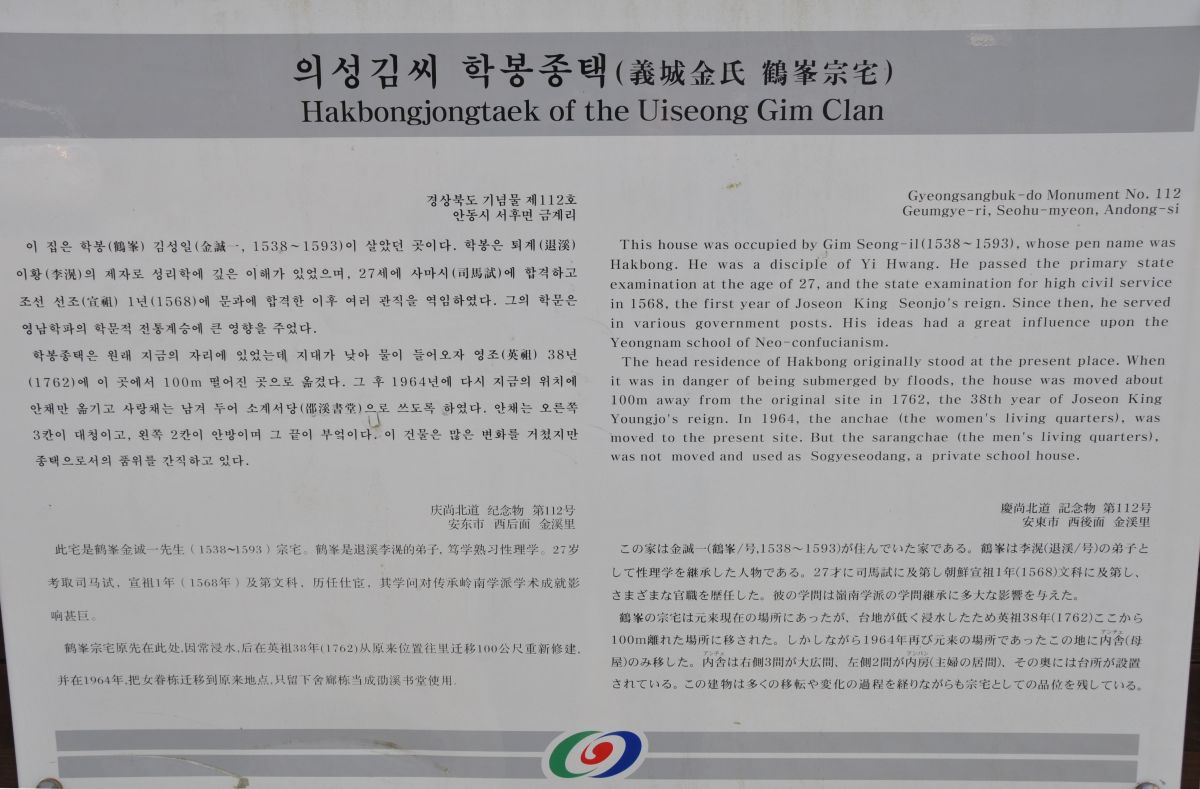 의성김씨 학봉종택(義城金氏 鶴峯宗宅)
Hakbongjongtaek of the Uiseong Gim Clan
경상북도 기념물 제112호
안동시 서후면 금계리
이 집은 학봉(鶴峯) 김성일(金誠一, 1538～1593)이 살았던 곳이다. 학봉은 퇴계(退溪)
이황(李滉)의 제자로 성리학에 깊은 이해가 있었으며, 27세에 사마시(司馬試)에 합격하고
조선 선조(宣祖) 1년(1568)에 문과에 합격한 이후 여러 관직을 역임하였다. 그의 학문은
영남학파의 학문적 전통계승에 큰 영향을 주었다.
학봉종택은 원래 지금의 자리에 있었는데 지대가 낮아 물이 들어오자 영조(英祖) 38년
(1762)에 이 곳에서 100m 떨어진 곳으로 옮겼다. 그 후 1964년에 다시 지금의 위치에
안채만 옮기고 사랑채는 남겨 두어 소계서당(邵溪書堂)으로 쓰도록 하였다. 안채는 오른쪽
3칸이 대청이고, 왼쪽 2칸이 안방이며 그 끝이 부엌이다. 이 건물은 많은 변화를 거쳤지만
종택으로서의 품위를 간직하고 있다.
Gyeongsangbuk-do Monument No. 112
Geumgye-ri, Seohu-myeon, Andong-si
This house was occupied by Gim Seong-il(1538～1593), whose pen name was
Hakbong. He was a disciple of Yi Hwang. He passed the primary state
examination at the age of 27, and the state examination for high civil service
in 1568, the first year of Joseon King Seonjo's reign. Since then, he served
in various government posts. His ideas had a great influence upon the
Yeongnam school of Neo-confucianism.
The head residence of Hakbong originally stood at the present place. When
it was in danger of being submerged by floods, the house was moved about
100m away from the original site in 1762, the 38th year of Joseon King
Youngjo's reign. In 1964, the anchae (the women's living quarters), was
moved to the present site. But the sarangchae (the men's living quarters),
was not moved and used as Sogyeseodang, a private school house.
庆尚北道 纪念物 第112号
安东市 西后面 金溪里
此宅是鹤峯金诚一先生（1538～1593）宗宅。鹤峯是退溪李滉的弟子, 笃学熟习性理学。27岁
考取司马试，宣祖1年（1568年）及第文科，历任仕宦，其学问对传承岭南学派学术成就影
响甚巨。
鹤峯宗宅原先在此处,因常浸水,后在英祖38年(1762)从原来位置往里迁移100公尺重新修建,
并在1964年,把女眷栋迁移到原来地点,只留下舍廊栋当成劭溪书堂使用.
慶尚北道 記念物 第112号
安東市 西後面 金溪里
この家は金誠一(鶴峯/号,1538～1593)が住んでいた家である。鶴峯は李滉(退渓/号)の弟子と
して性理学を継承した人物である。27才に司馬試に及第し朝鮮宣祖1年(1568)文科に及第し、
さまざまな官職を歴任した。彼の学問は嶺南学派の学問継承に多大な影響を与えた。
鶴峯の宗宅は元来現在の場所にあったが、台地が低く浸水したため英祖38年(1762)ここから
100m離れた場所に移された。しかしながら1964年再び元来の場所であったこの地に内舎(母
屋)のみ移した。内舎は右側3間が大広間、左側2間が内房(主婦の居間)、その奥には台所が設置
されている。この建物は多くの移転や変化の過程を経りながらも宗宅としての品位を残している。